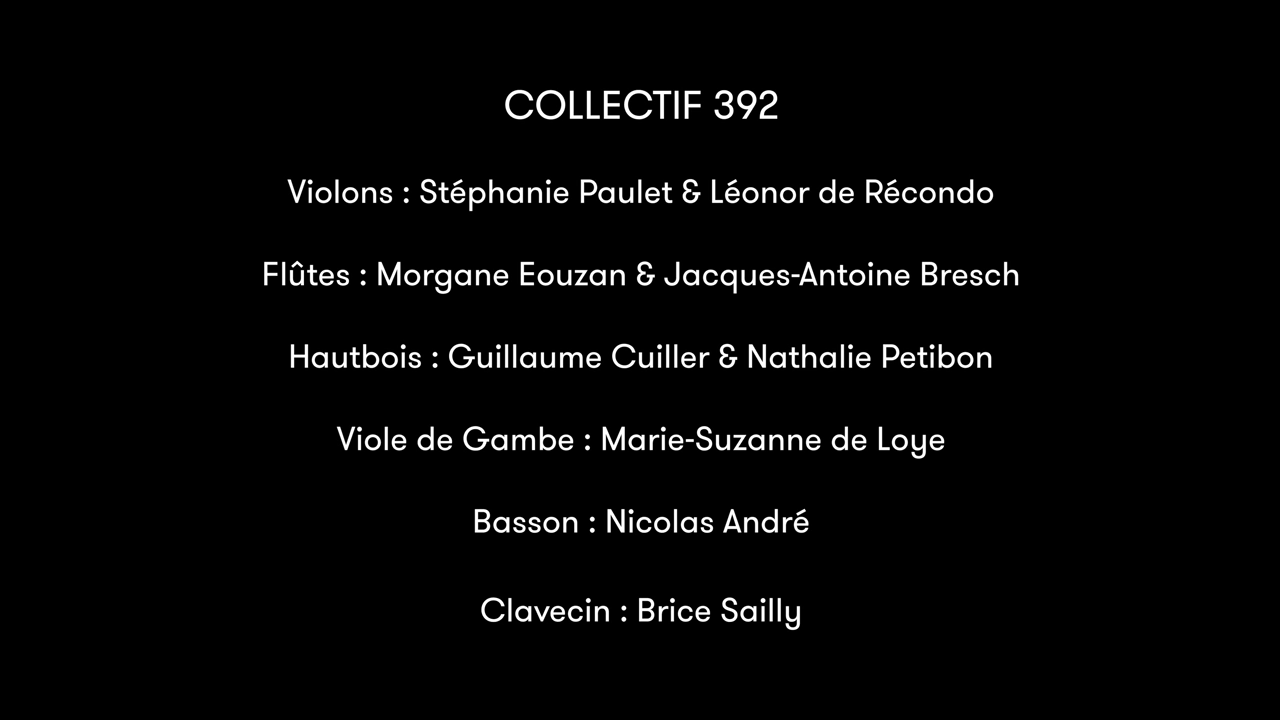 COLLECTIF 392
Violons : Stéphanie Paulet & Léonor de Récondo
Flûtes : Morgane Eouzan & Jacques-Antoine Bresch
Hautbois : Guillaume Cuiller & Nathalie Petibon
Viole de Gambe : Marie-Suzanne de Loye
Basson : Nicolas André
Clavecin : Brice Sailly